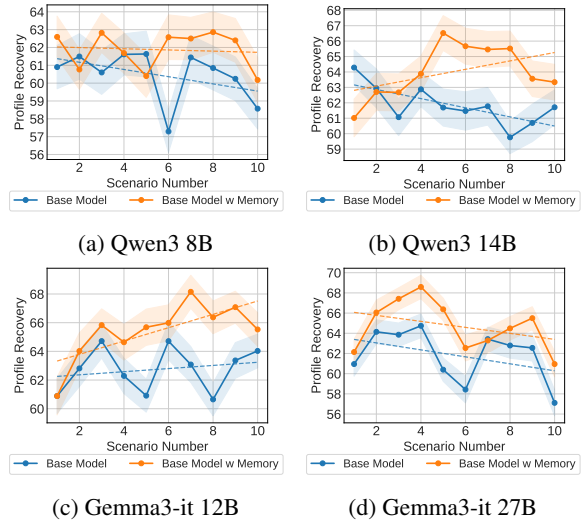 64
63
62
61
60
59
58
57
56
Profile Recovery
2 4 6 8 10
Scenario Number
Base Model Base Model w Memory
(a) Qwen3 8B
68
67
66
65
64
63
62
61
60
59
Profile Recovery
2 4 6 8 10
Scenario Number
Base Model Base Model w Memory
(b) Qwen3 14B
68
66
64
62
60
Profile Recovery
2 4 6 8 10
Scenario Number
Base Model Base Model w Memory
(c) Gemma3-it 12B
70
68
66
64
62
60
58
56
Profile Recovery
2 4 6 8 10
Scenario Number
Base Model Base Model w Memory
(d) Gemma3-it 27B